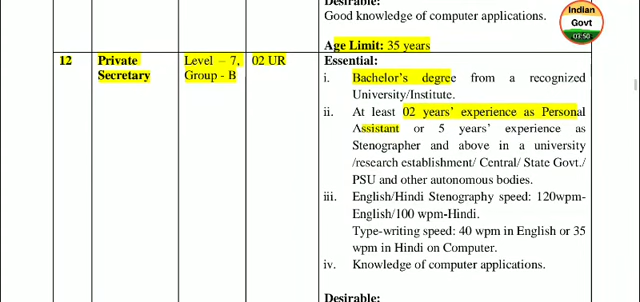 Desirable:
Good knowledge of computer applications.
Indian
Govt
07:50
Age Limit: 35 years
12 Private Level – 7, 02 UR Essential:
Secretary Group - B i. Bachelor's degree from a recognized
University/Institute.
ii. At least 02 years' experience as Personal
Assistant or 5 years' experience as
Stenographer and above in a university
/research establishment/ Central/ State Govt./
PSU and other autonomous bodies.
iii. English/Hindi Stenography speed: 120wpm-
English/100 wpm-Hindi.
Type-writing speed: 40 wpm in English or 35
wpm in Hindi on Computer.
iv. Knowledge of computer applications.
Desirable: